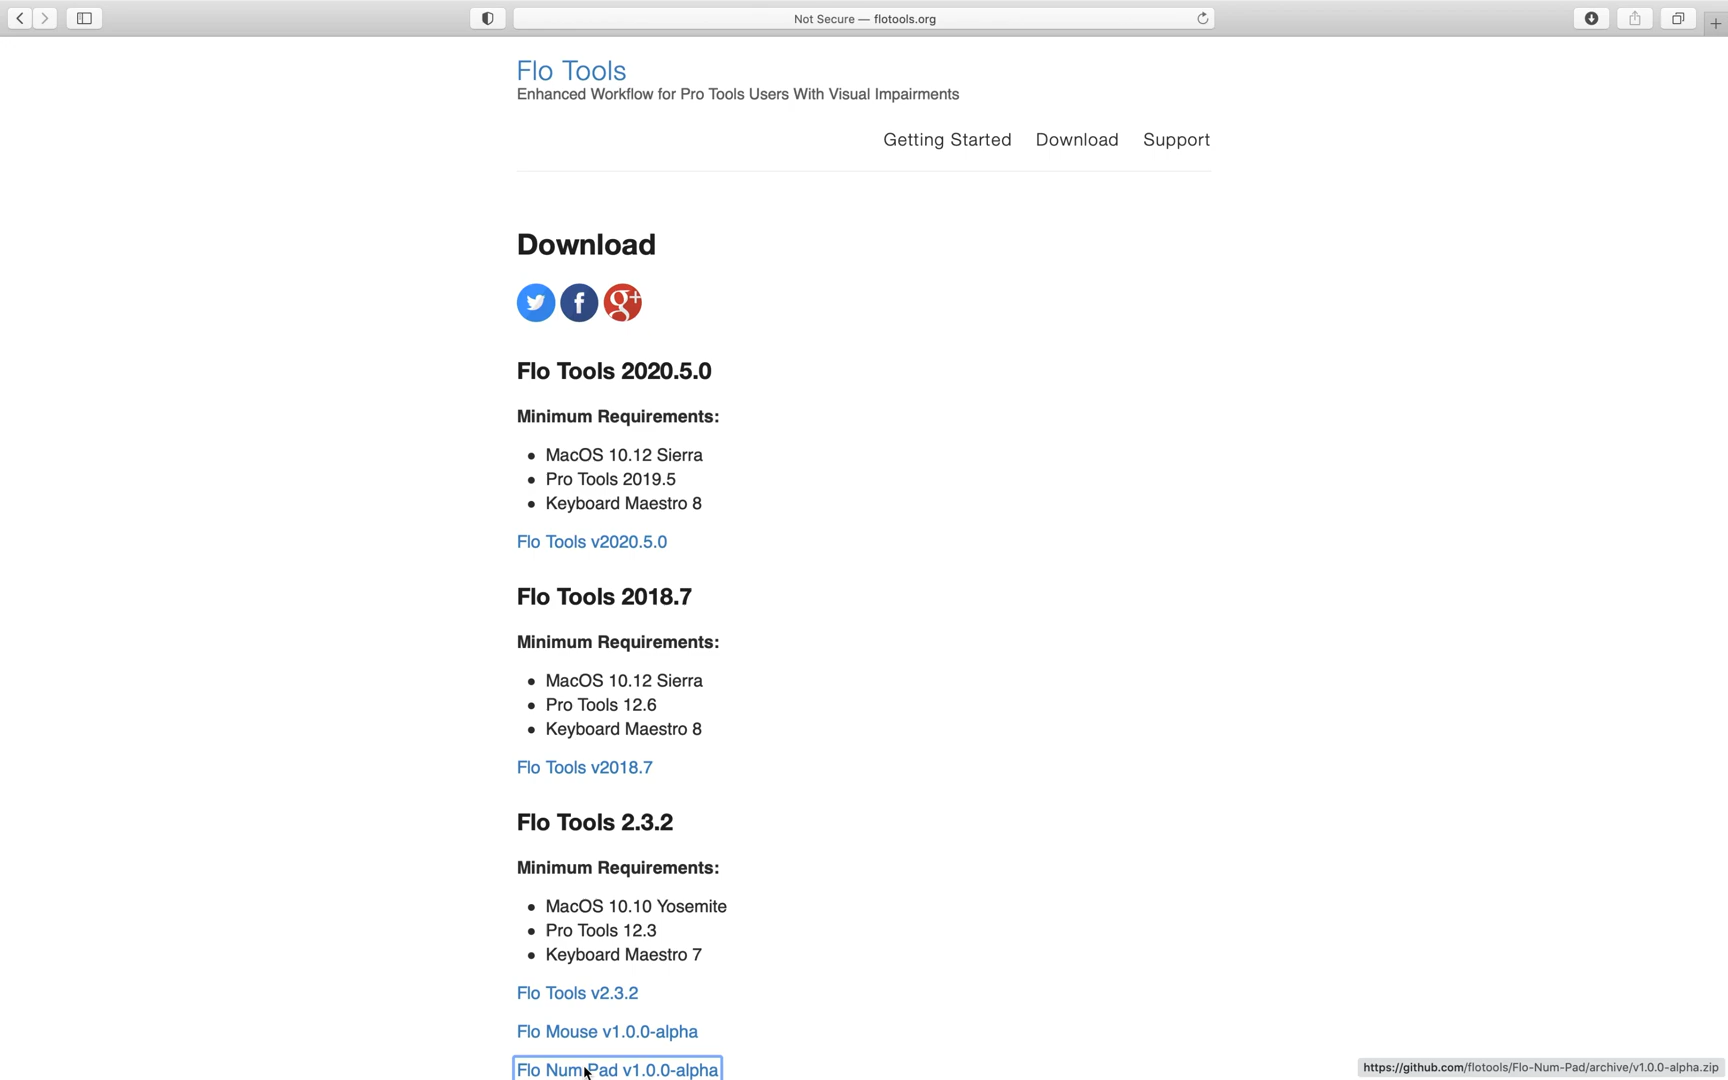 Not Secure — flotools.org
Flo Tools
Enhanced Workflow for Pro Tools Users With Visual Impairments
Getting Started Download Support
Download
Flo Tools 2020.5.0
Minimum Requirements:
MacOS 10.12 Sierra
Pro Tools 2019.5
Keyboard Maestro 8
Flo Tools v2020.5.0
Flo Tools 2018.7
Minimum Requirements:
MacOS 10.12 Sierra
Pro Tools 12.6
Keyboard Maestro 8
Flo Tools v2018.7
Flo Tools 2.3.2
Minimum Requirements:
MacOS 10.10 Yosemite
Pro Tools 12.3
Keyboard Maestro 7
Flo Tools v2.3.2
Flo Mouse v1.0.0-alpha
Flo Num Pad v1.0.0-alpha
https://github.com/flotools/Flo-Num-Pad/archive/v1.0.0-alpha.zip